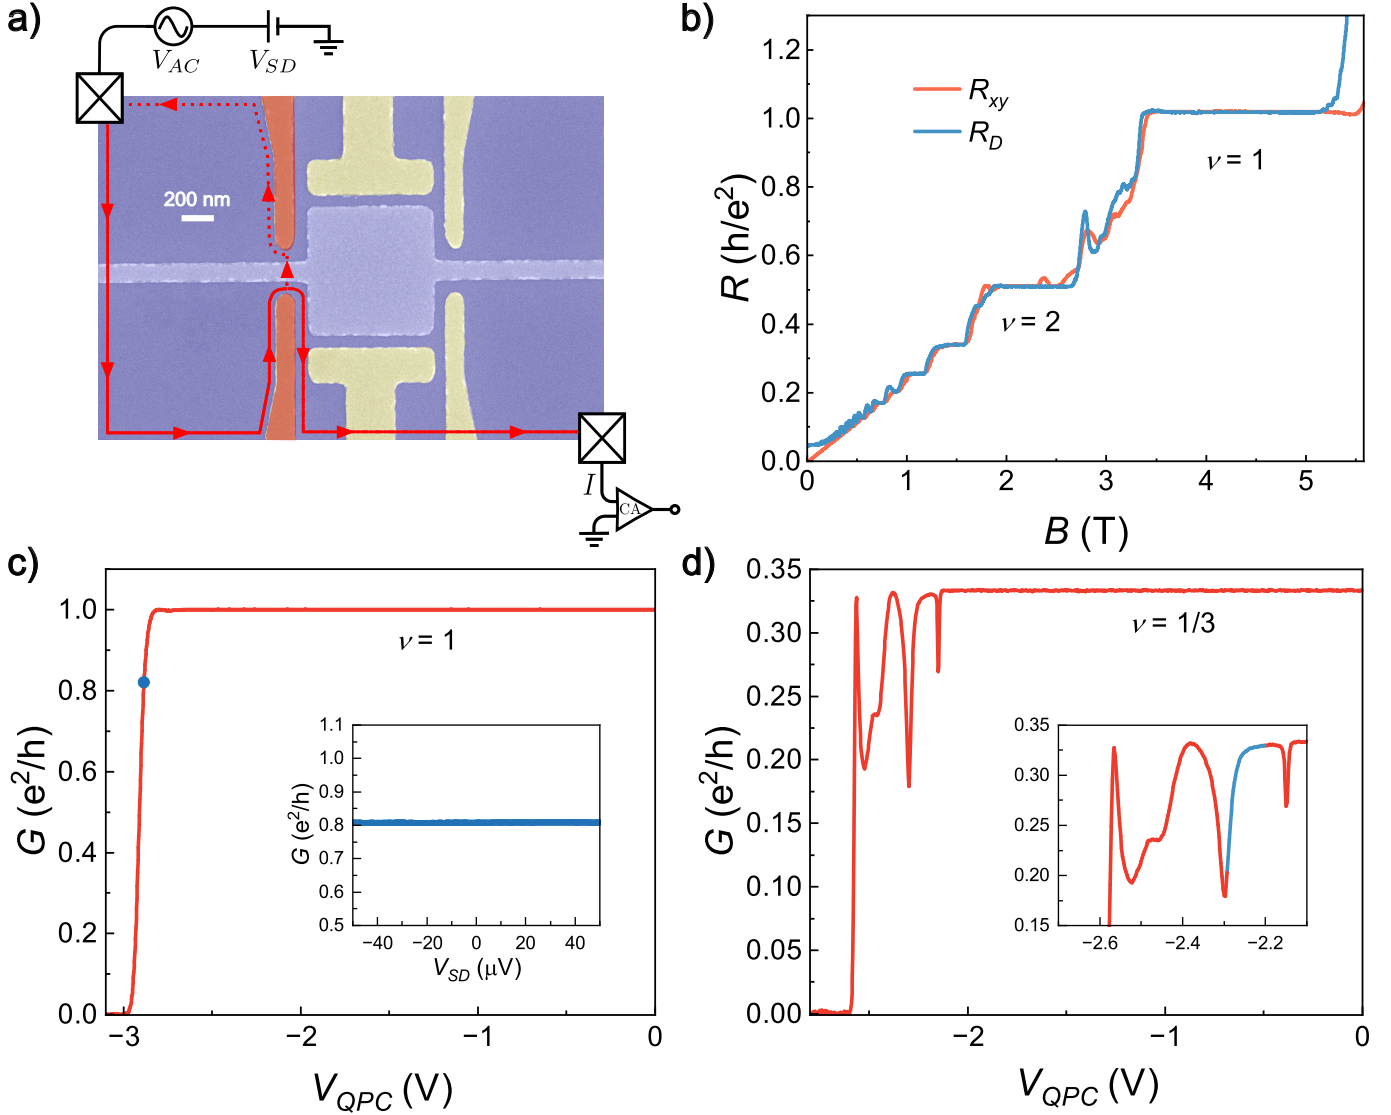 a)
V_AC
V_SD
200 nm
I
CA
b)
R (h/e²)
1.2
1.0
0.8
0.6
0.4
0.2
0.0
R_xy
R_D
ν = 1
ν = 2
0 1 2 3 4 5
B (T)
c)
G (e²/h)
1.0
0.8
0.6
0.4
0.2
0.0
ν = 1
G (e²/h)
1.1
1.0
0.9
0.8
0.7
0.6
0.5
−40 −20 0 20 40
V_SD (μV)
−3 −2 −1 0
V_QPC (V)
d)
G (e²/h)
0.35
0.30
0.25
0.20
0.15
0.10
0.05
0.00
ν = 1/3
0.35
0.30
0.25
0.20
0.15
−2.6 −2.4 −2.2
−2 −1 0
V_QPC (V)